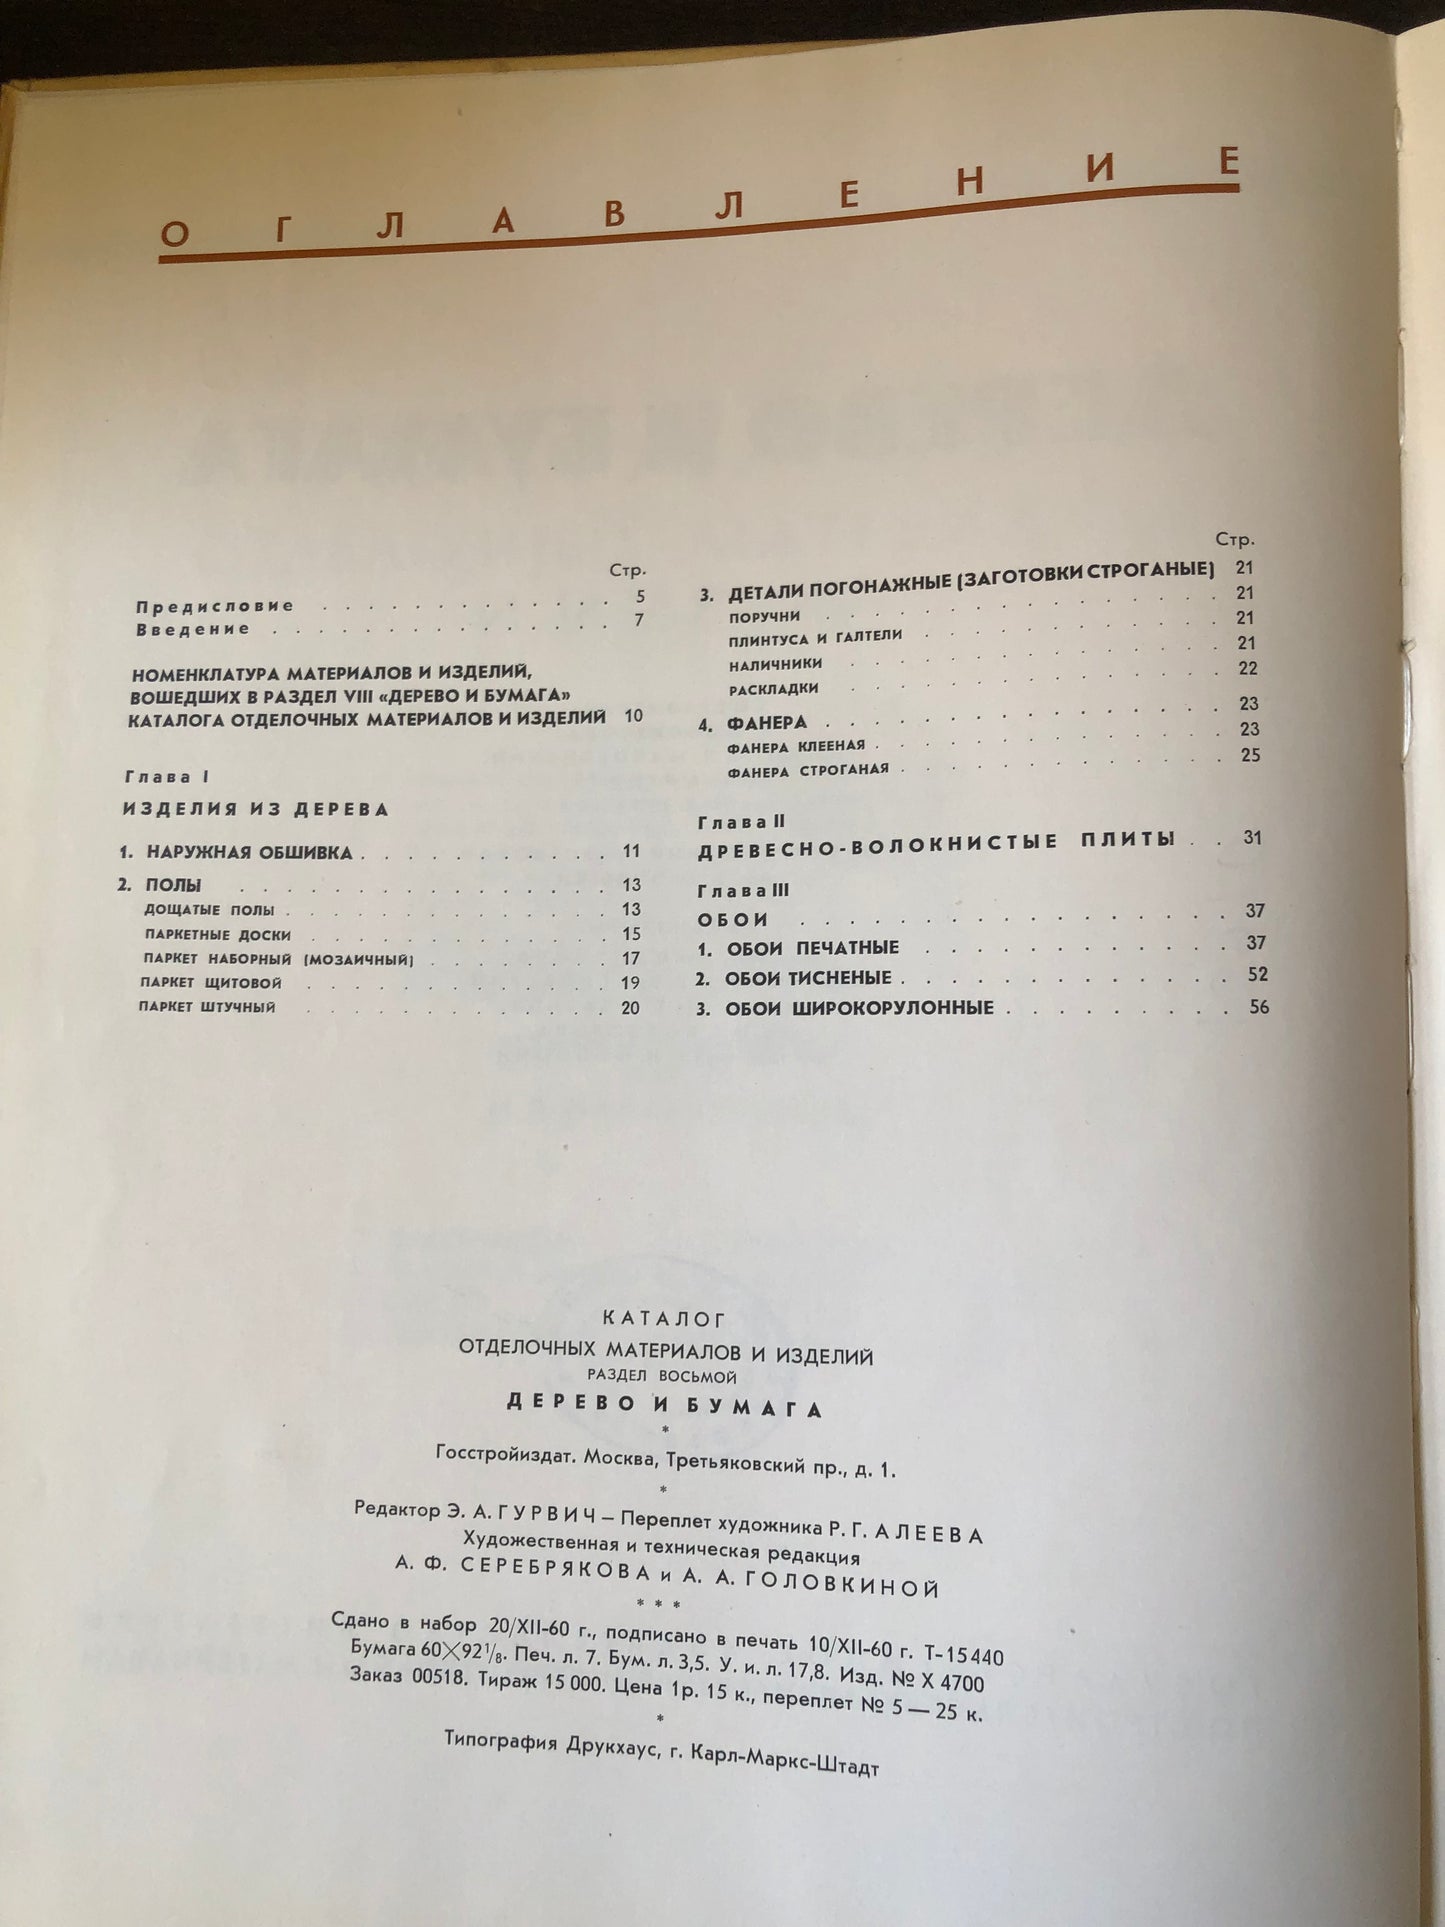 ОГЛАВЛЕНИЕ
Стр.
Предисловие . . . . . . . . . . . . 5
Введение . . . . . . . . . . . . . . 7
НОМЕНКЛАТУРА МАТЕРИАЛОВ И ИЗДЕЛИЙ,
ВОШЕДШИХ В РАЗДЕЛ VIII «ДЕРЕВО И БУМАГА»
КАТАЛОГА ОТДЕЛОЧНЫХ МАТЕРИАЛОВ И ИЗДЕЛИЙ 10
Глава I
ИЗДЕЛИЯ ИЗ ДЕРЕВА
1. НАРУЖНАЯ ОБШИВКА . . . . . . . . . . . 11
2. ПОЛЫ . . . . . . . . . . . . . . . . 13
ДОЩАТЫЕ ПОЛЫ . . . . . . . . . . . . . . 13
ПАРКЕТНЫЕ ДОСКИ . . . . . . . . . . . . . 15
ПАРКЕТ НАБОРНЫЙ (МОЗАИЧНЫЙ) . . . . . . . . 17
ПАРКЕТ ЩИТОВОЙ . . . . . . . . . . . . . 19
ПАРКЕТ ШТУЧНЫЙ . . . . . . . . . . . . . 20
Стр.
3. ДЕТАЛИ ПОГОНАЖНЫЕ (ЗАГОТОВКИ СТРОГАНЫЕ) 21
ПОРУЧНИ . . . . . . . . . . . . . . . . 21
ПЛИНТУСА И ГАЛТЕЛИ . . . . . . . . . . . . 21
НАЛИЧНИКИ . . . . . . . . . . . . . . . 21
РАСКЛАДКИ . . . . . . . . . . . . . . . 22
4. ФАНЕРА . . . . . . . . . . . . . . . . 23
ФАНЕРА КЛЕЕНАЯ . . . . . . . . . . . . . . 23
ФАНЕРА СТРОГАНАЯ . . . . . . . . . . . . . 25
Глава II
ДРЕВЕСНО-ВОЛОКНИСТЫЕ ПЛИТЫ . . 31
Глава III
ОБОИ . . . . . . . . . . . . . . . . . 37
1. ОБОИ ПЕЧАТНЫЕ . . . . . . . . . . . . 37
2. ОБОИ ТИСНЕНЫЕ . . . . . . . . . . . . . 52
3. ОБОИ ШИРОКОРУЛОННЫЕ . . . . . . . . . 56
КАТАЛОГ
ОТДЕЛОЧНЫХ МАТЕРИАЛОВ И ИЗДЕЛИЙ
РАЗДЕЛ ВОСЬМОЙ
ДЕРЕВО И БУМАГА
*
Госстройиздат. Москва, Третьяковский пр., д. 1.
*
Редактор Э. А. ГУРВИЧ — Переплет художника Р. Г. АЛЕЕВА
Художественная и техническая редакция
А. Ф. СЕРЕБРЯКОВА и А. А. ГОЛОВКИНОЙ
* * *
Сдано в набор 20/XII-60 г., подписано в печать 10/XII-60 г. Т-15440
Бумага 60×92 1/8. Печ. л. 7. Бум. л. 3,5. У. и. л. 17,8. Изд. № X 4700
Заказ 00518. Тираж 15 000. Цена 1р. 15 к., переплет № 5 — 25 к.
*
Типография Друкхаус, г. Карл-Маркс-Штадт